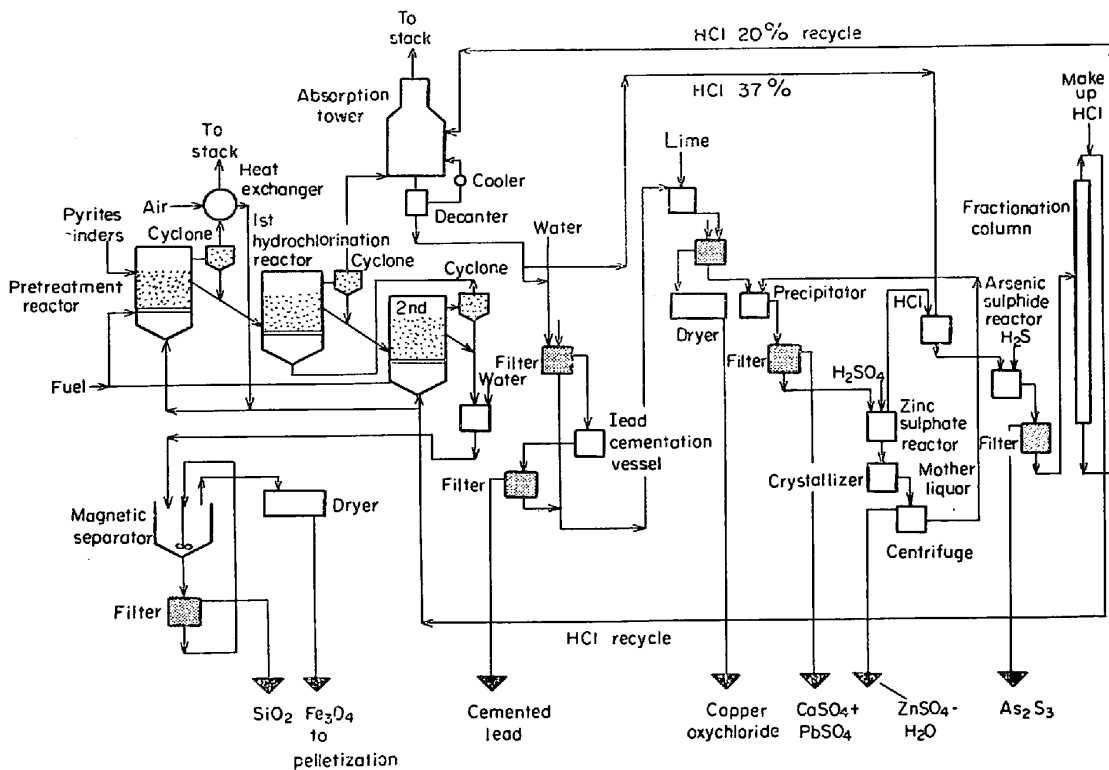 To
stack
HCl 20% recycle
HCl 37%
Make
up
HCl
Absorption
tower
To
stack
Heat
exchanger
Lime
Cooler
Air
Decanter
Fractionation
column
Pyrites
cinders
Cyclone
1st
hydrochlorination
reactor
Cyclone
Water
Cyclone
Arsenic
sulphide
reactor
H2S
Pretreatment
reactor
2nd
Precipitator
HCl
Dryer
Filter
Filter
Water
H2SO4
Fuel
Zinc
sulphate
reactor
Iead
cementation
vessel
Filter
Filter
Crystallizer
Mother
liquor
Magnetic
separator
Dryer
Centrifuge
Filter
HCl recycle
SiO2
Fe3O4
to
pelletization
Cemented
lead
Copper
oxychloride
CaSO4+
PbSO4
ZnSO4-
H2O
As2S3